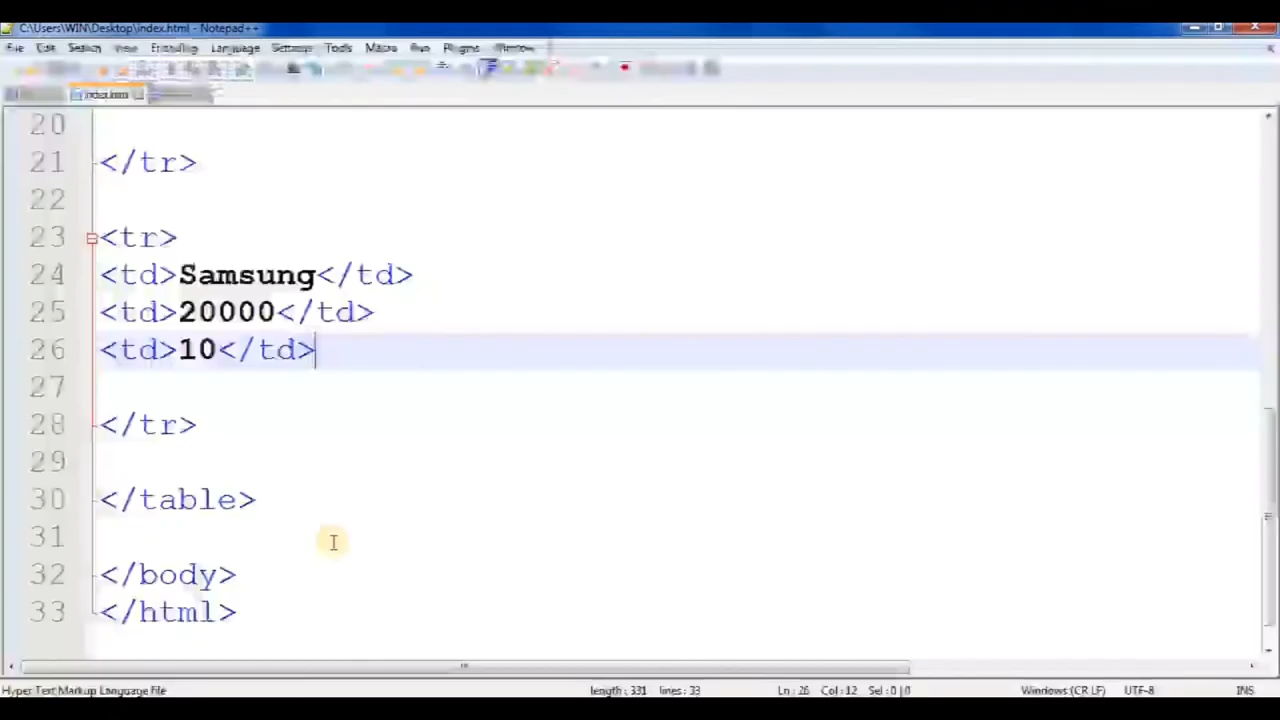 C:\Users\WIN\Desktop\index.html - Notepad++
File Edit Search View Encoding Language Settings Tools Macro Run Plugins Window
index.html
20
21 </tr>
22
23 <tr>
24 <td>Samsung</td>
25 <td>20000</td>
26 <td>10</td>
27
28 </tr>
29
30 </table>
31
32 </body>
33 </html>
Hyper Text Markup Language file length : 331 lines : 33 Ln : 26 Col : 12 Sel : 0 | 0 Windows (CR LF) UTF-8 INS